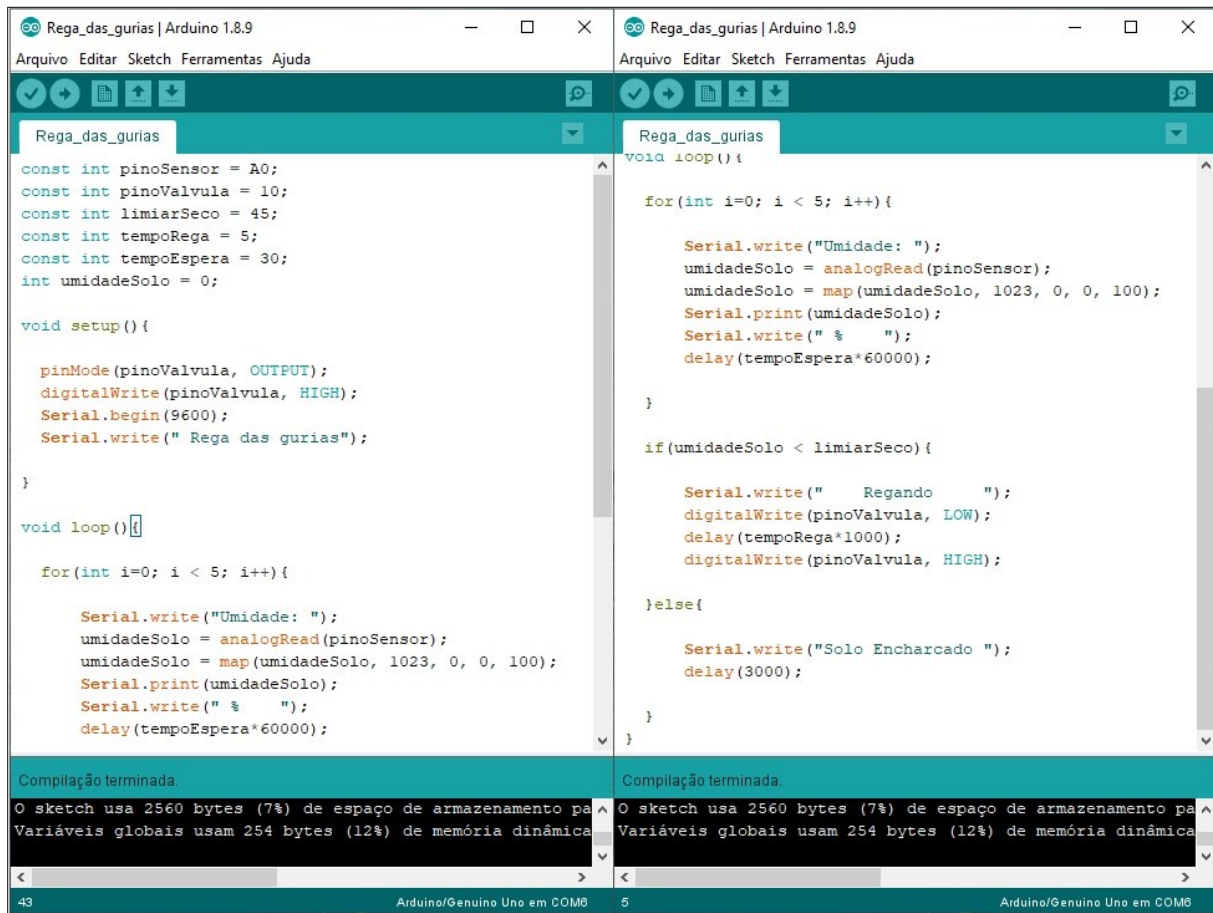 Rega_das_gurias | Arduino 1.8.9
Arquivo Editar Sketch Ferramentas Ajuda
Rega_das_gurias
const int pinoSensor = A0;
const int pinoValvula = 10;
const int limiarSeco = 45;
const int tempoRega = 5;
const int tempoEspera = 30;
int umidadeSolo = 0;
void setup(){
pinMode(pinoValvula, OUTPUT);
digitalWrite(pinoValvula, HIGH);
Serial.begin(9600);
Serial.write(" Rega das gurias");
}
void loop(){
for(int i=0; i < 5; i++){
Serial.write("Umidade: ");
umidadeSolo = analogRead(pinoSensor);
umidadeSolo = map(umidadeSolo, 1023, 0, 0, 100);
Serial.print(umidadeSolo);
Serial.write(" %    ");
delay(tempoEspera*60000);
Compilação terminada.
O sketch usa 2560 bytes (7%) de espaço de armazenamento pa
Variáveis globais usam 254 bytes (12%) de memória dinâmica
43
Arduino/Genuino Uno em COM6
Rega_das_gurias | Arduino 1.8.9
Arquivo Editar Sketch Ferramentas Ajuda
Rega_das_gurias
void loop(){
for(int i=0; i < 5; i++){
Serial.write("Umidade: ");
umidadeSolo = analogRead(pinoSensor);
umidadeSolo = map(umidadeSolo, 1023, 0, 0, 100);
Serial.print(umidadeSolo);
Serial.write(" %    ");
delay(tempoEspera*60000);
}
if(umidadeSolo < limiarSeco){
Serial.write("    Regando     ");
digitalWrite(pinoValvula, LOW);
delay(tempoRega*1000);
digitalWrite(pinoValvula, HIGH);
}else{
Serial.write("Solo Encharcado ");
delay(3000);
}
}
Compilação terminada.
O sketch usa 2560 bytes (7%) de espaço de armazenamento pa
Variáveis globais usam 254 bytes (12%) de memória dinâmica
5
Arduino/Genuino Uno em COM6